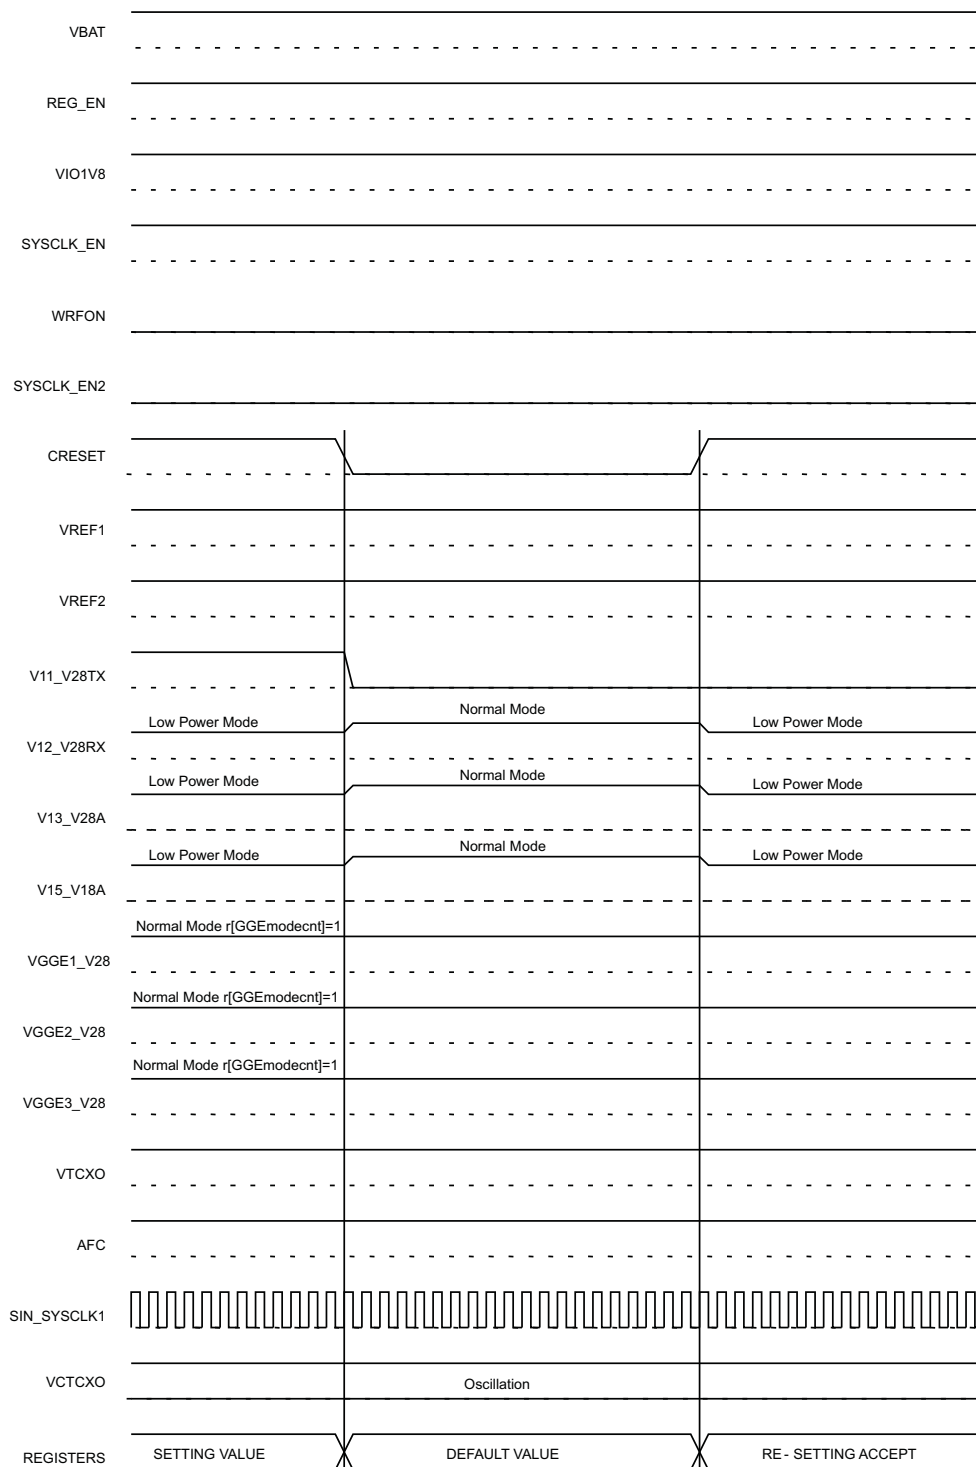 VBAT
REG_EN
VIO1V8
SYSCLK_EN
WRFON
SYSCLK_EN2
CRESET
VREF1
VREF2
V11_V28TX
Low Power Mode
Normal Mode
Low Power Mode
V12_V28RX
Low Power Mode
Normal Mode
Low Power Mode
V13_V28A
Low Power Mode
Normal Mode
Low Power Mode
V15_V18A
Normal Mode r[GGEmodecnt]=1
VGGE1_V28
Normal Mode r[GGEmodecnt]=1
VGGE2_V28
Normal Mode r[GGEmodecnt]=1
VGGE3_V28
VTCXO
AFC
SIN_SYSCLK1
VCTCXO
Oscillation
REGISTERS
SETTING VALUE
DEFAULT VALUE
RE- SETTING ACCEPT